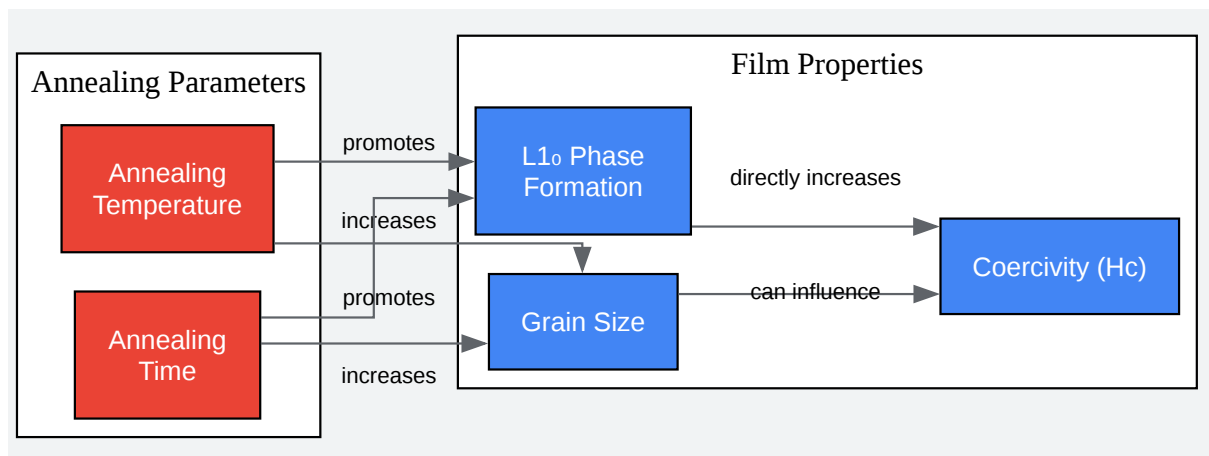 Annealing Parameters
Annealing
Temperature
Annealing
Time
promotes
increases
promotes
increases
Film Properties
L1₀ Phase
Formation
Grain Size
directly increases
can influence
Coercivity (Hc)